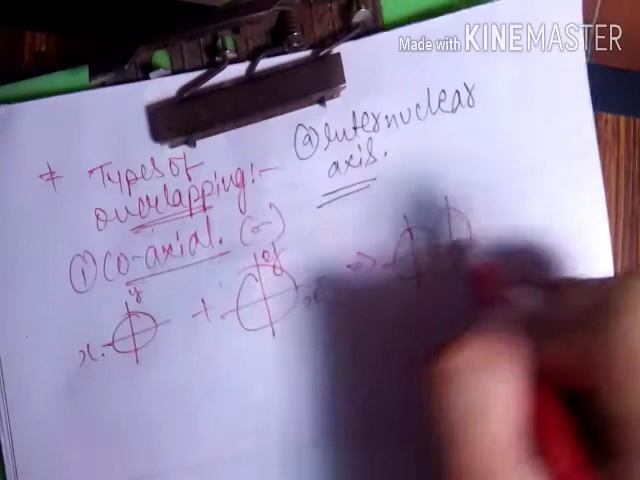 Made with KINEMASTER
* Types of
overlapping:-
@ Internuclear
axis.
① CO-axial. (σ)
y
x
+
y
x
⇒